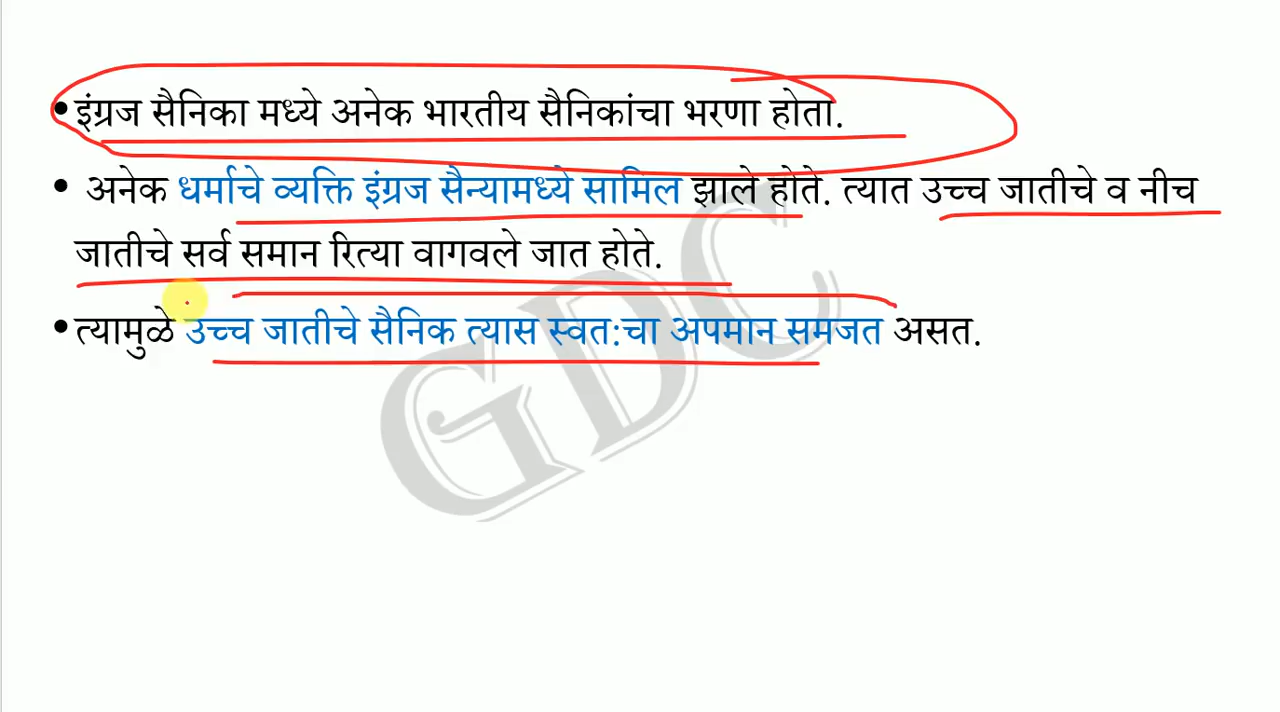 •इंग्रज सैनिका मध्ये अनेक भारतीय सैनिकांचा भरणा होता.
• अनेक धर्माचे व्यक्ति इंग्रज सैन्यामध्ये सामिल झाले होते. त्यात उच्च जातीचे व नीच
जातीचे सर्व समान रित्या वागवले जात होते.
•त्यामुळे उच्च जातीचे सैनिक त्यास स्वत:चा अपमान समजत असत.
GDC